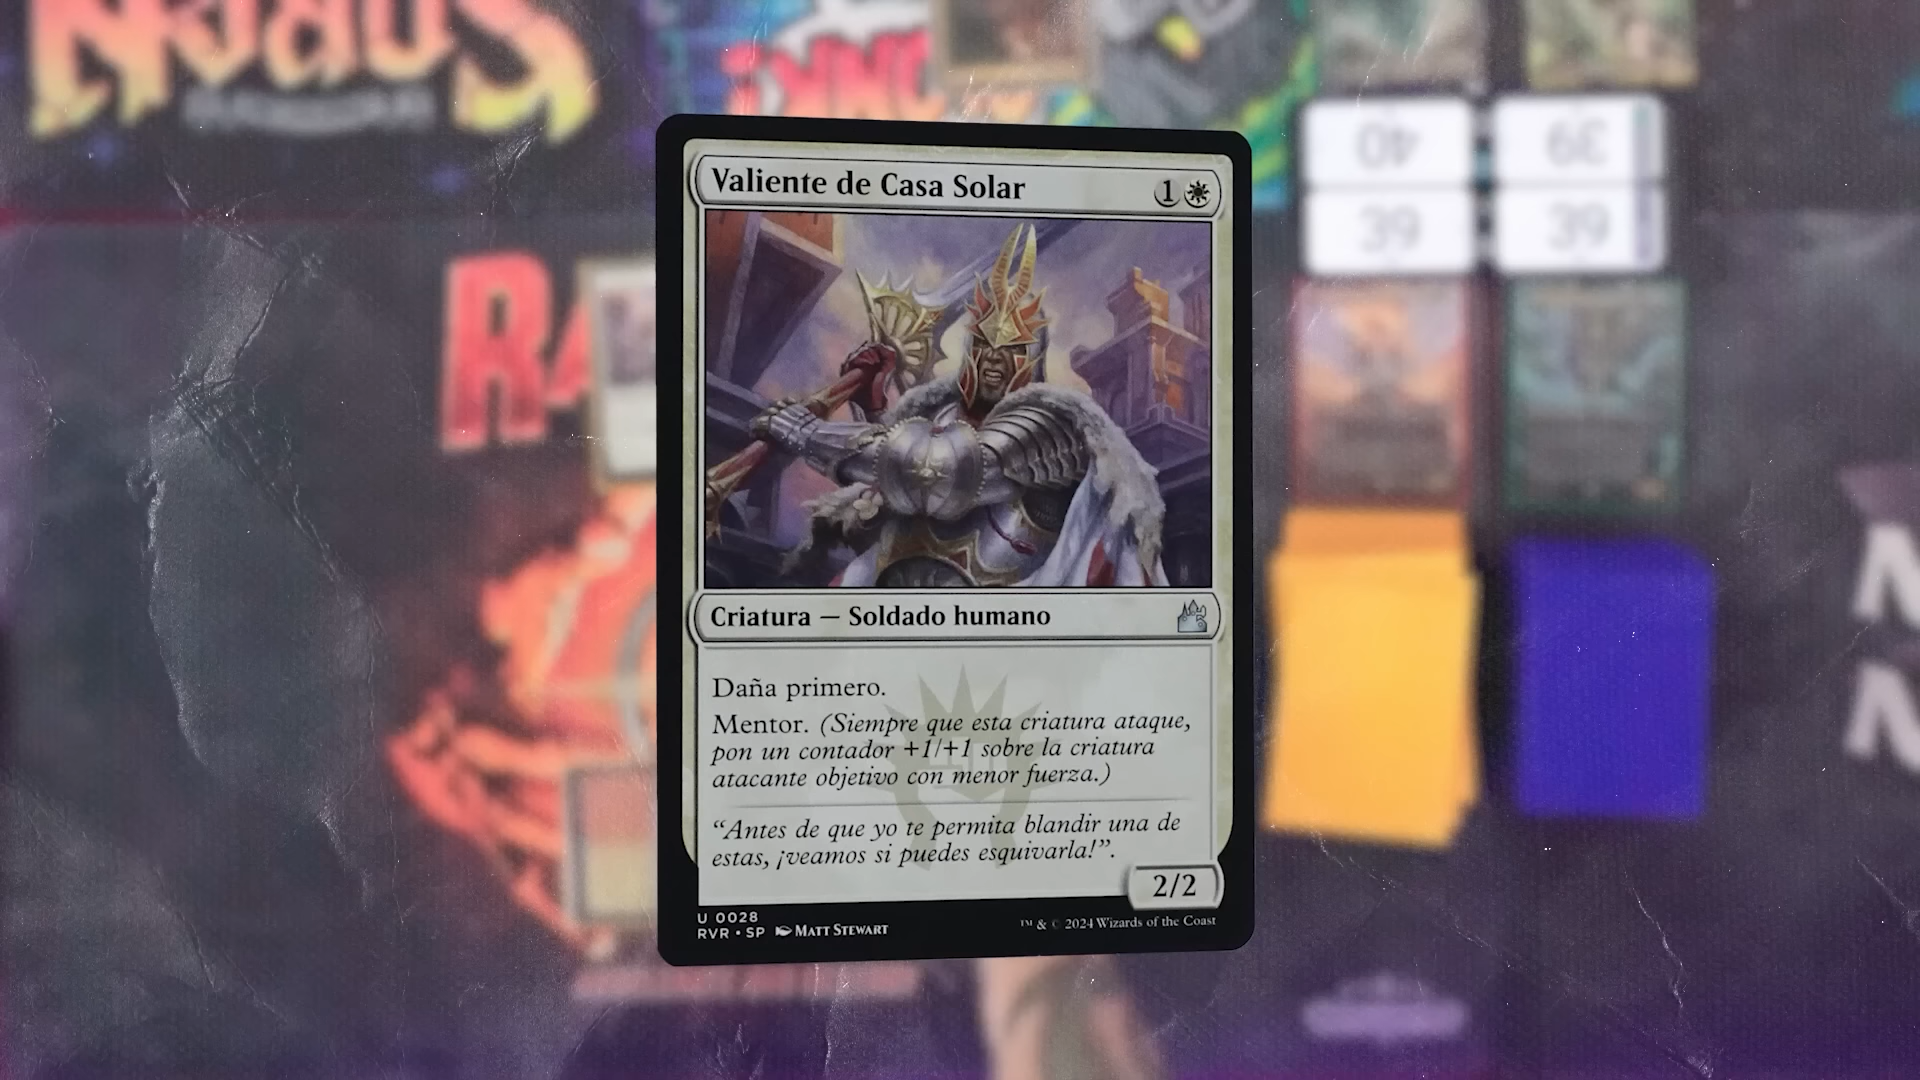 Valiente de Casa Solar
1
Criatura — Soldado humano
Daña primero.
Mentor. (Siempre que esta criatura ataque,
pon un contador +1/+1 sobre la criatura
atacante objetivo con menor fuerza.)
“Antes de que yo te permita blandir una de
estas, ¡veamos si puedes esquivarla!”.
2/2
U 0028
RVR • SP MATT STEWART
™ & © 2024 Wizards of the Coast
40
39
39
39